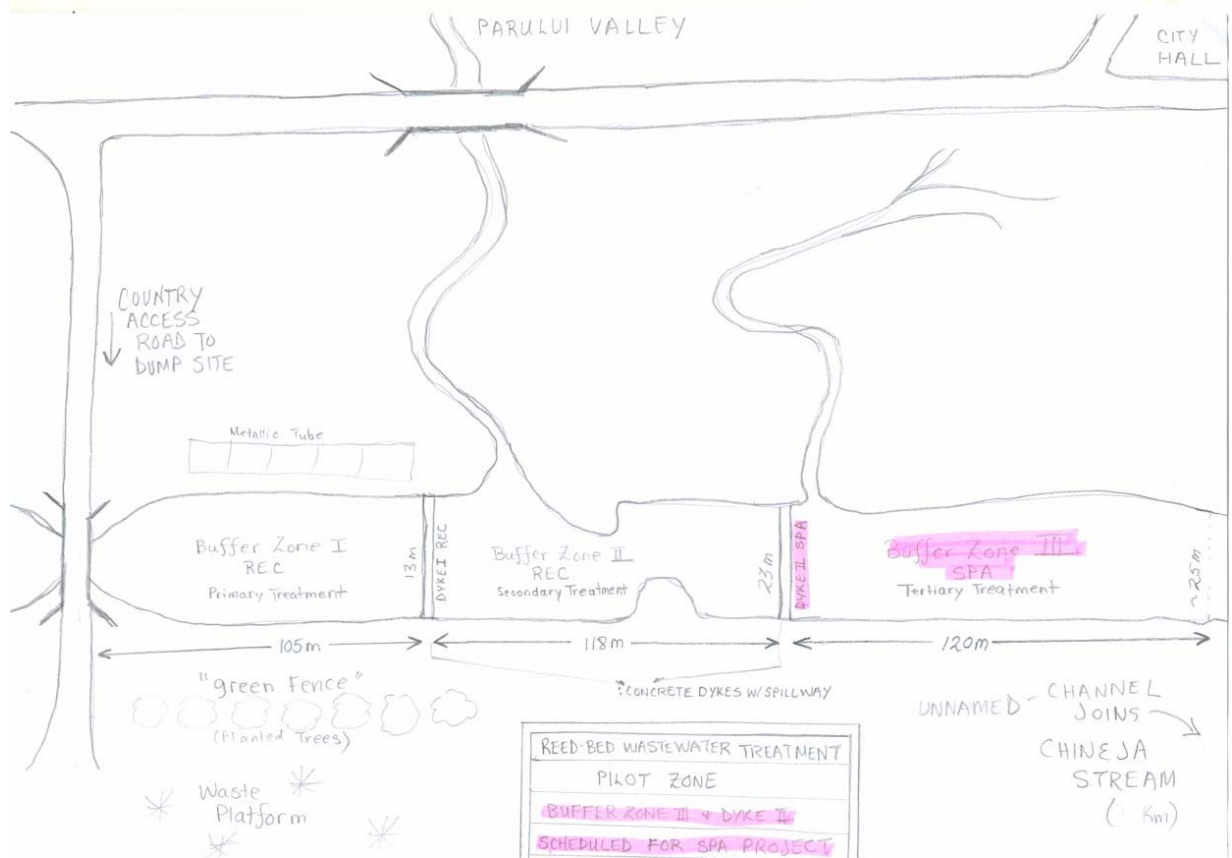 PARULUI VALLEY
CITY
HALL
COUNTRY
ACCESS
ROAD TO
DUMP SITE
Metallic Tube
Buffer Zone I
REC
Primary Treatment
13m
DYKE I REC
Buffer Zone II
REC
Secondary Treatment
23m
DYKE II SPA
Buffer Zone III
SPA
Tertiary Treatment
~25m
105m
118m
120m
"green Fence"
(Planted Trees)
CONCRETE DYKES W/SPILLWAY
UNNAMED - CHANNEL
JOINS
CHINEJA
STREAM
(1 Km)
Waste
Platform
REED-BED WASTEWATER TREATMENT
PILOT ZONE
BUFFER ZONE III & DYKE II
SCHEDULED FOR SPA PROJECT